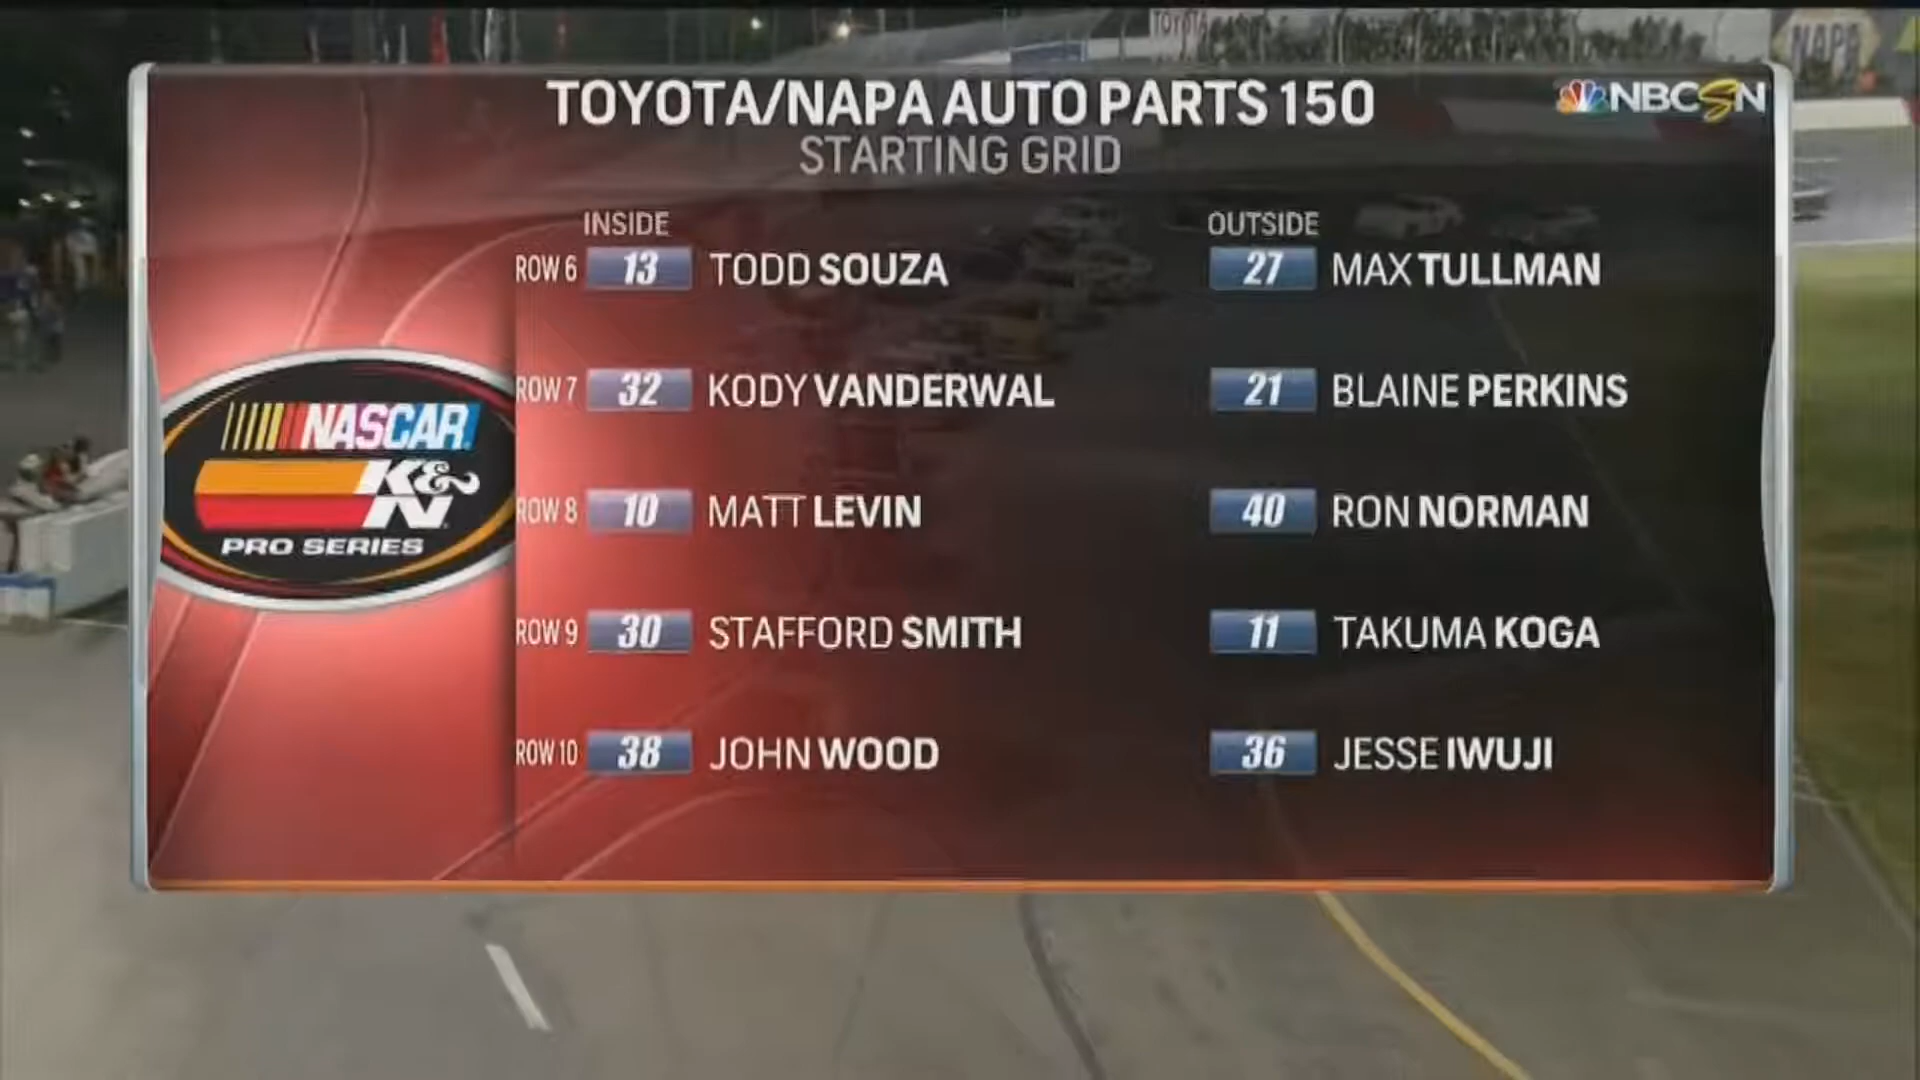 TOYOTA/NAPA AUTO PARTS 150
NBCSN
STARTING GRID
INSIDE OUTSIDE
ROW 6 13 TODD SOUZA 27 MAX TULLMAN
ROW 7 32 KODY VANDERWAL 21 BLAINE PERKINS
ROW 8 10 MATT LEVIN 40 RON NORMAN
ROW 9 30 STAFFORD SMITH 11 TAKUMA KOGA
ROW 10 38 JOHN WOOD 36 JESSE IWUJI
NASCAR
K&N
PRO SERIES
TOYOTA
NAPA